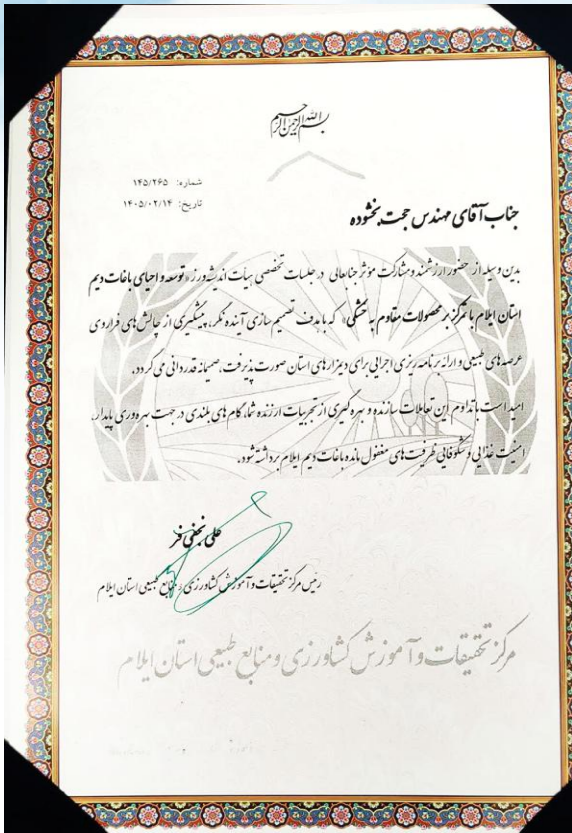 بسم الله الرحمن الرحیم
شماره: ۱۴۵/۲۶۵
تاریخ: ۱۴۰۵/۰۲/۱۴
جناب آقای مهندس حجت بخشوده
بدین وسیله از حضور ارزشمند و مشارکت مؤثر جنابعالی در جلسات تخصصی هیات اندیشه ورز «توسعه و احیای باغات دیم
استان ایلام با تمرکز بر محصولات مقاوم به خشکی» که با هدف تصمیم سازی آینده نگر، پیشگیری از چالش های فراروی
عرصه های طبیعی و ارائه برنامه ریزی اجرایی برای دیمزارهای استان صورت پذیرفت، صمیمانه قدردانی می گردد.
امید است با تداوم این تعاملات سازنده و بهره گیری از تجربیات ارزنده شما، گام های بلندی در جهت بهره وری پایدار،
امنیت غذایی و شکوفایی ظرفیت های مغفول مانده باغات دیم ایلام برداشته شود.
علی نجفی فر
رئیس مرکز تحقیقات و آموزش کشاورزی و منابع طبیعی استان ایلام
مرکز تحقیقات و آموزش کشاورزی و منابع طبیعی استان ایلام